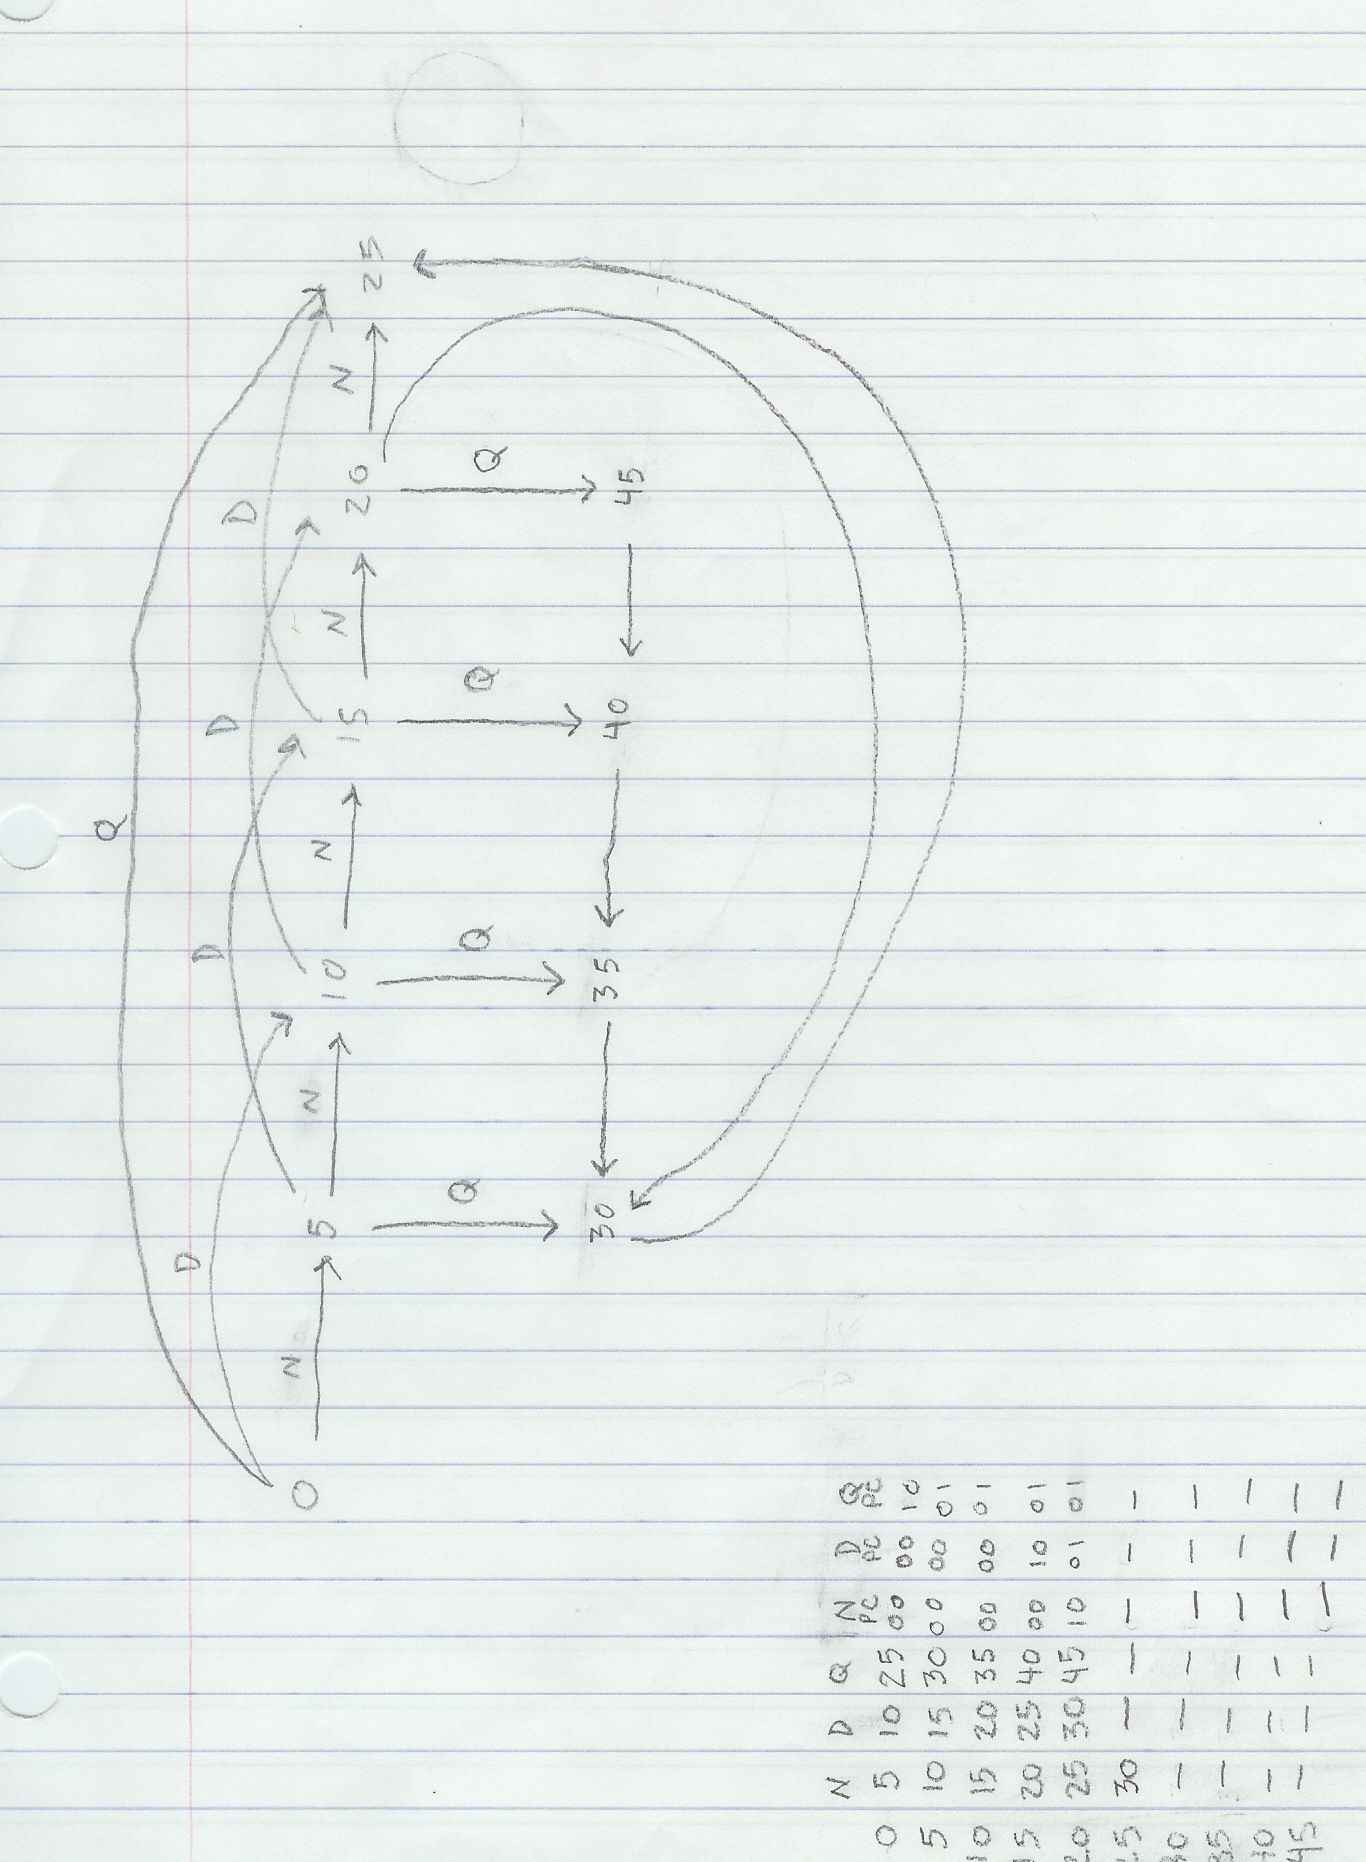 Q
D D D D
N N N N N
0 5 10 15 20 25
Q Q Q Q
30 35 40 45
N D Q N D Q
PC PC PC
0 5 10 25 00 00 10
5 10 15 30 00 00 01
10 15 20 35 00 00 01
15 20 25 40 00 10 01
20 25 30 45 10 01 01
25 30 — — — — —
30 — — — — — —
35 — — — — — —
40 — — — — — —
45 — — — — — —